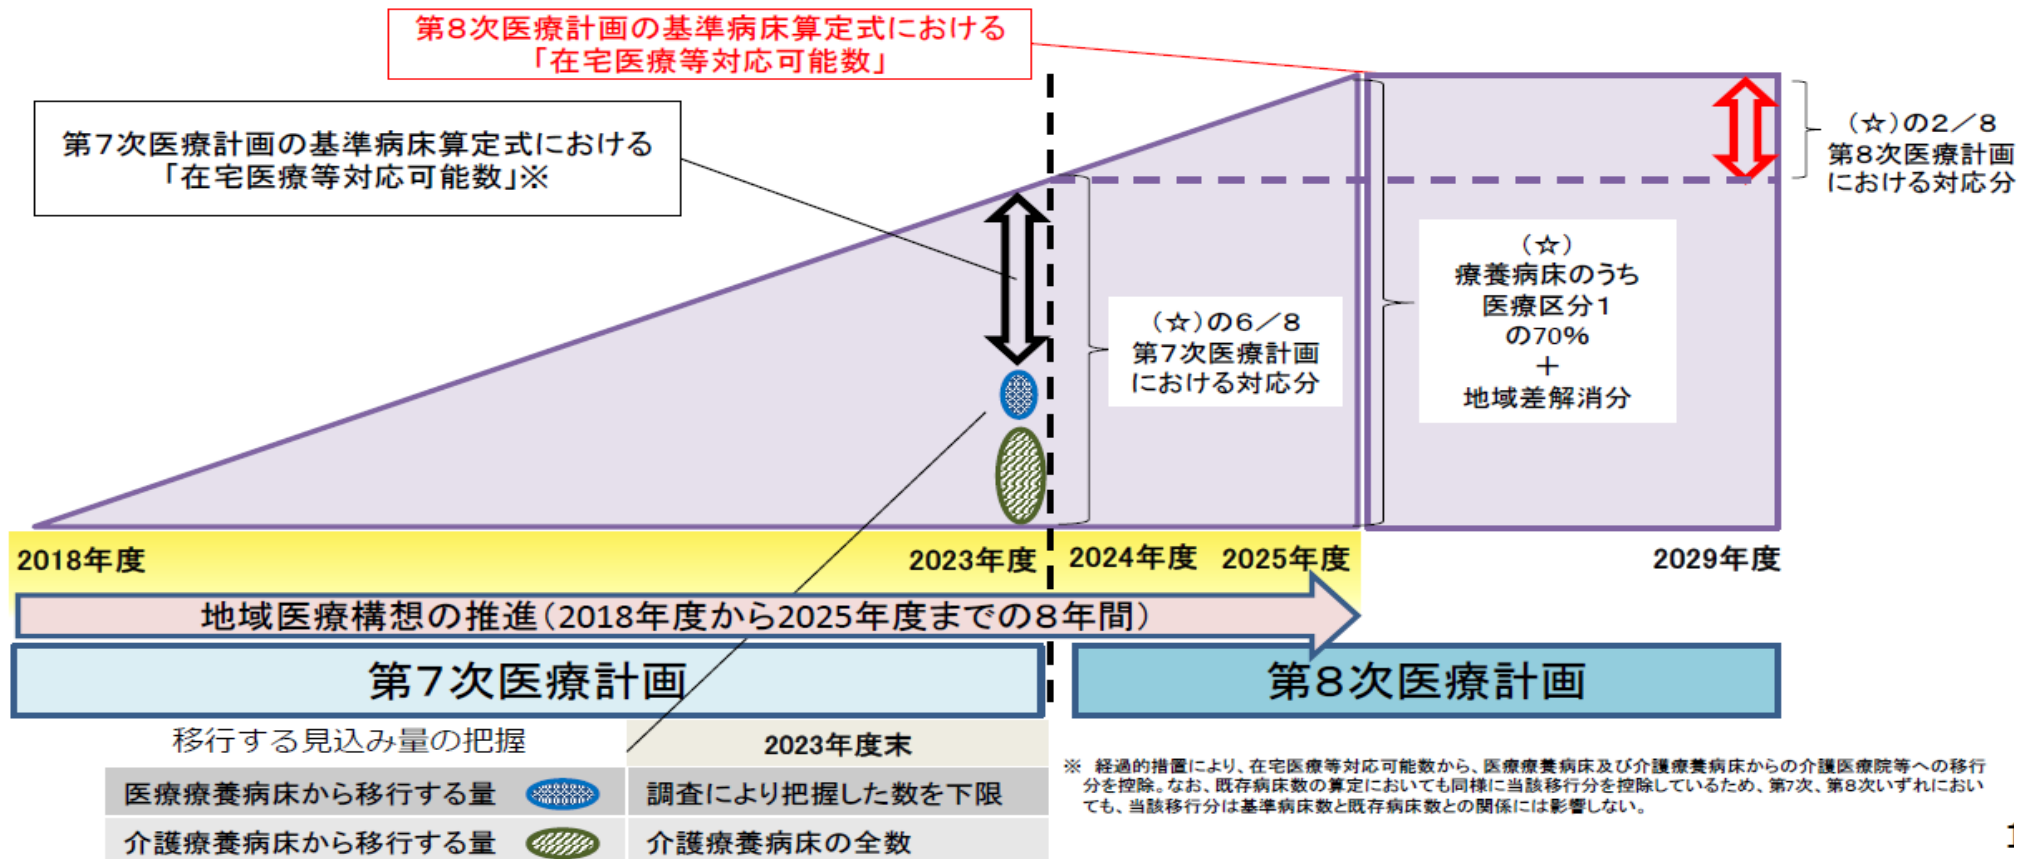 第８次医療計画の基準病床算定式における
「在宅医療等対応可能数」
第７次医療計画の基準病床算定式における
「在宅医療等対応可能数」※
（☆）の２／８
第８次医療計画
における対応分
（☆）
療養病床のうち
医療区分１
の70%
＋
地域差解消分
（☆）の６／８
第７次医療計画
における対応分
2018年度
2023年度
2024年度
2025年度
2029年度
地域医療構想の推進（2018年度から2025年度までの８年間）
第７次医療計画
第８次医療計画
移行する見込み量の把握
2023年度末
医療療養病床から移行する量
調査により把握した数を下限
介護療養病床から移行する量
介護療養病床の全数
※ 経過的措置により、在宅医療等対応可能数から、医療療養病床及び介護療養病床からの介護医療院等への移行
分を控除。なお、既存病床数の算定においても同様に当該移行分を控除しているため、第７次、第８次いずれにおい
ても、当該移行分は基準病床数と既存病床数との関係には影響しない。